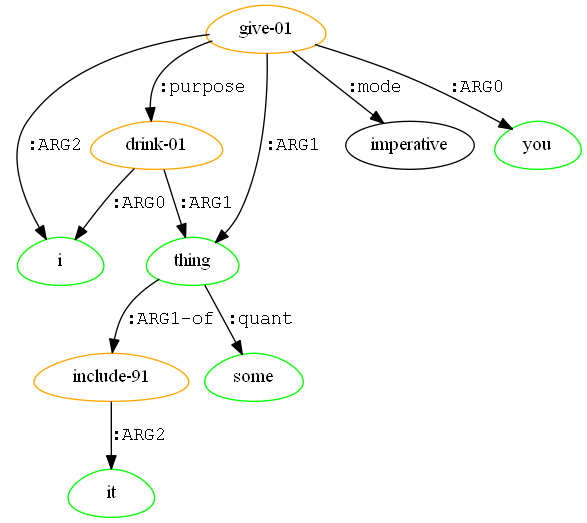 give-01
:purpose
:mode
:ARG0
:ARG2
drink-01
:ARG1
imperative
you
:ARG0
:ARG1
i
thing
:ARG1-of
:quant
include-91
some
:ARG2
it